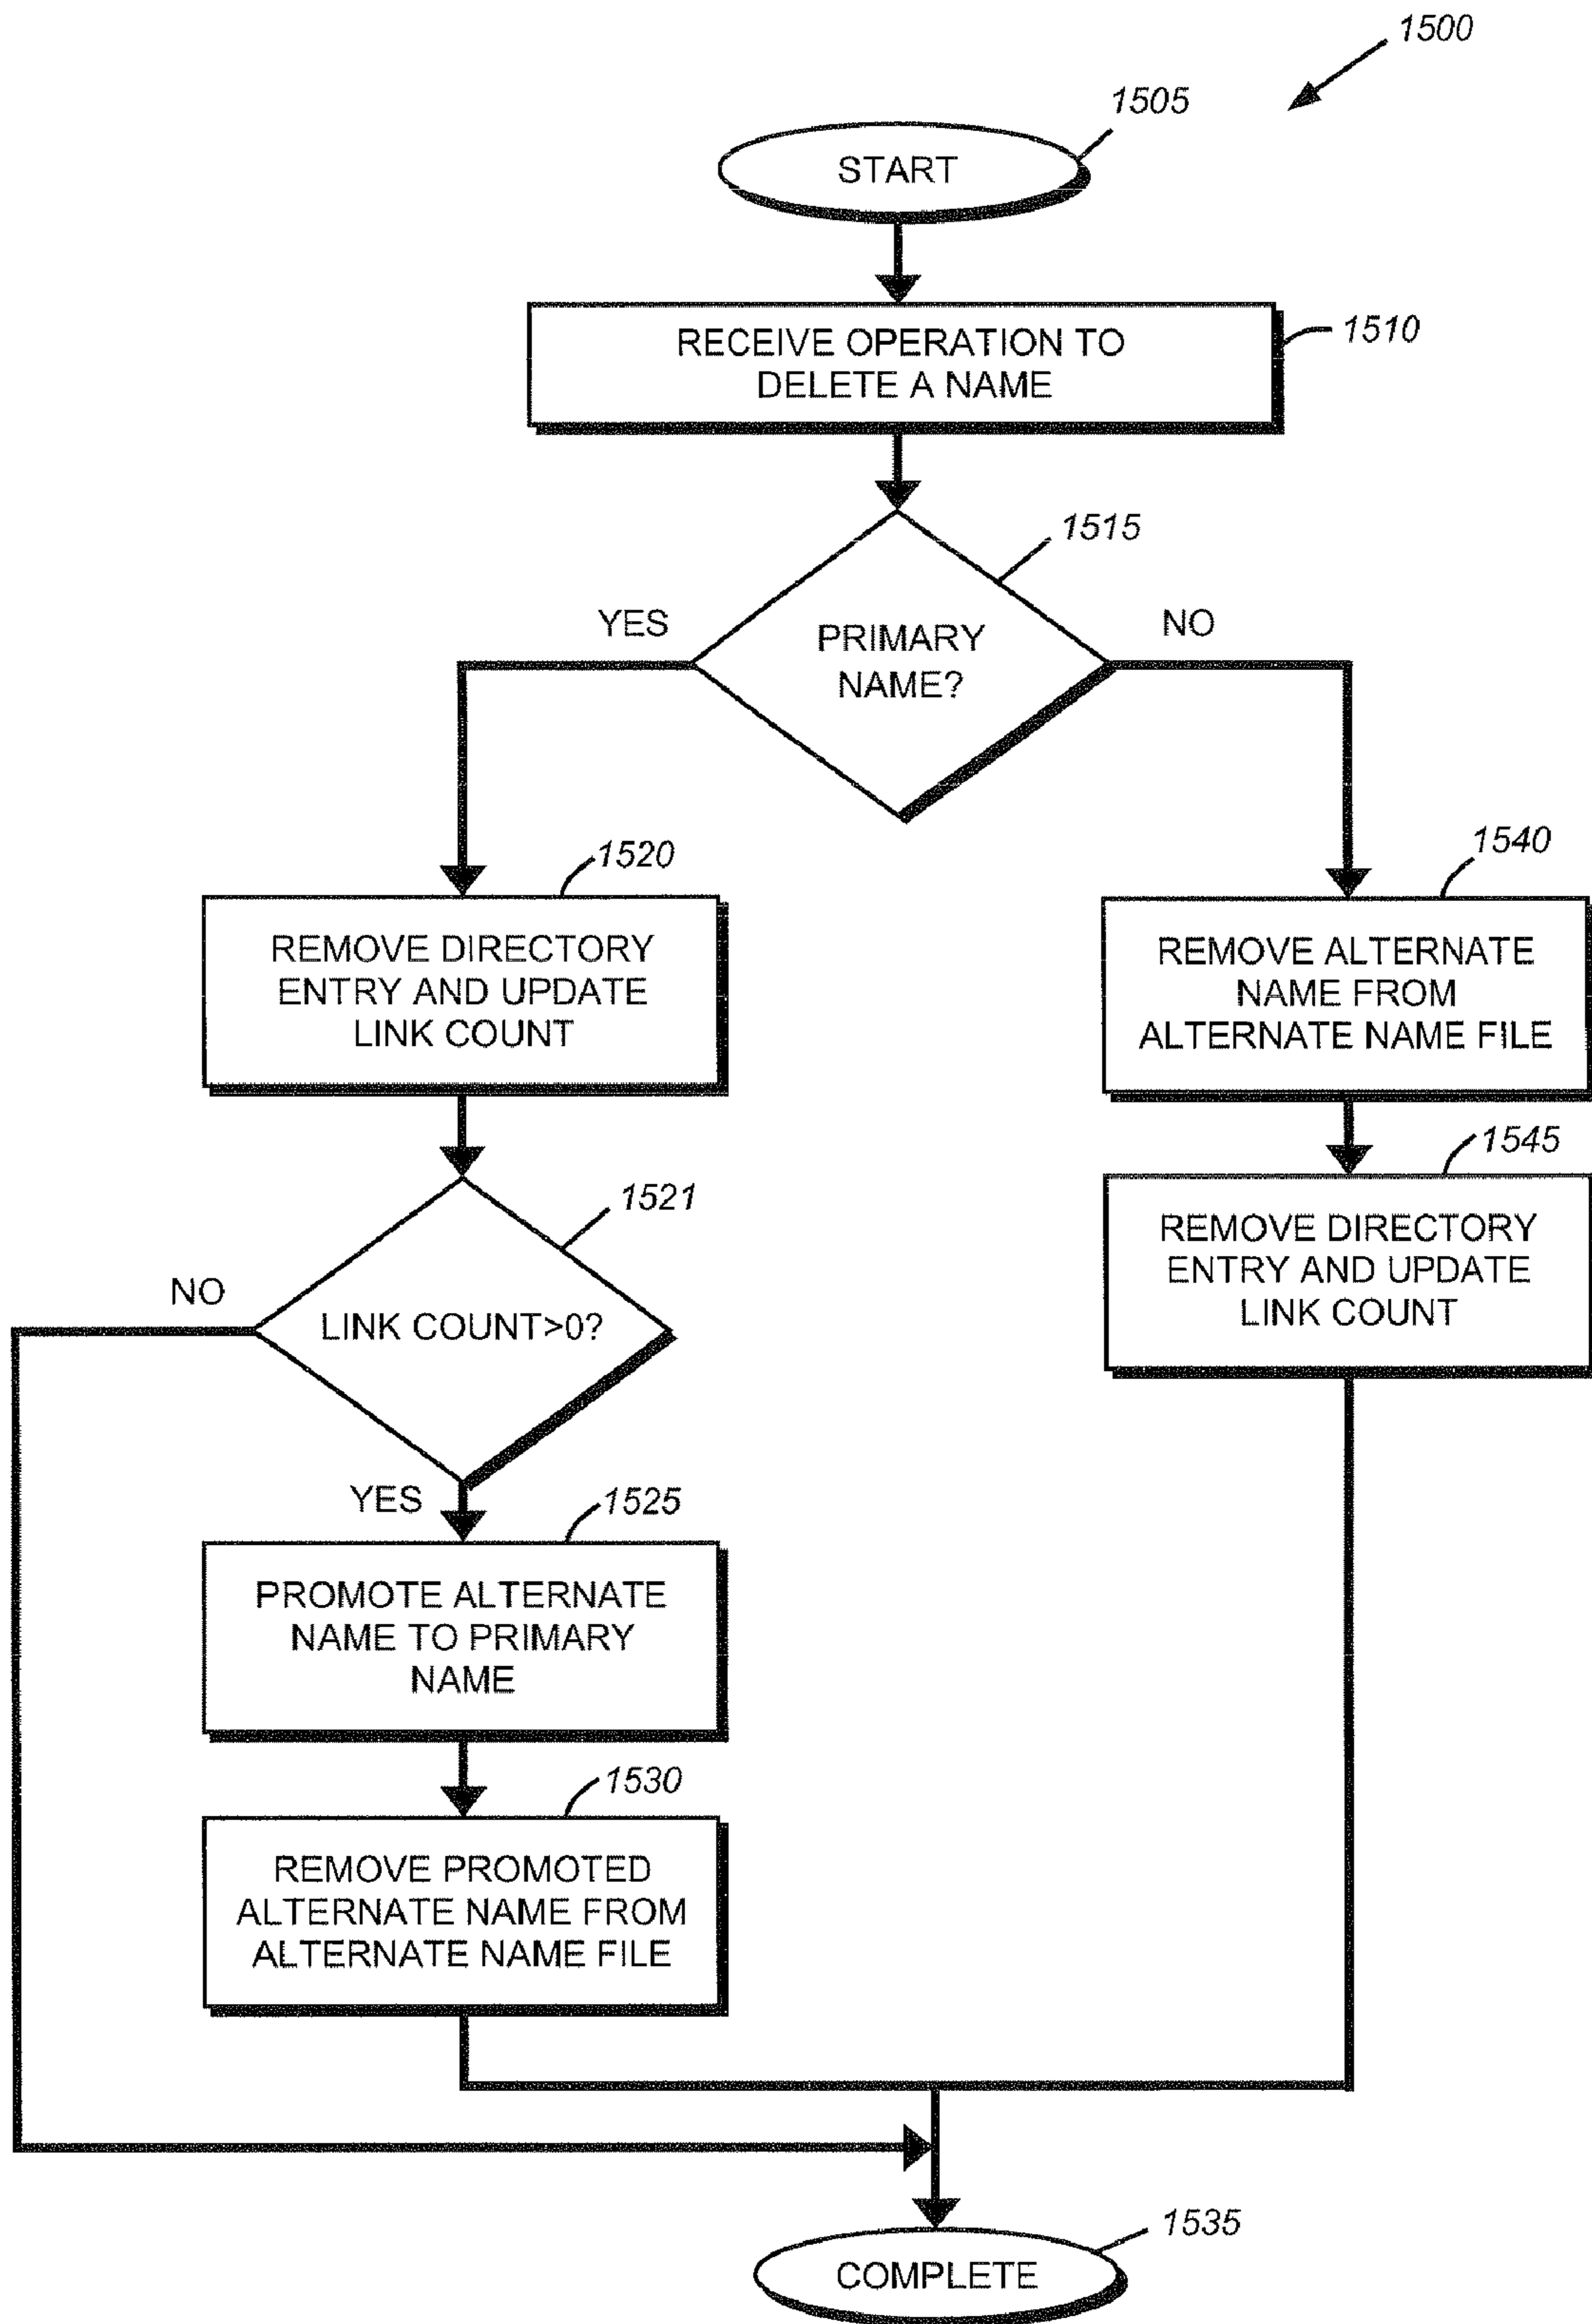 1500
1505
START
RECEIVE OPERATION TO
DELETE A NAME
1510
1515
YES
NO
PRIMARY
NAME?
1520
REMOVE DIRECTORY
ENTRY AND UPDATE
LINK COUNT
1540
REMOVE ALTERNATE
NAME FROM
ALTERNATE NAME FILE
1521
NO
LINK COUNT>0?
YES
1545
REMOVE DIRECTORY
ENTRY AND UPDATE
LINK COUNT
1525
PROMOTE ALTERNATE
NAME TO PRIMARY
NAME
1530
REMOVE PROMOTED
ALTERNATE NAME FROM
ALTERNATE NAME FILE
1535
COMPLETE